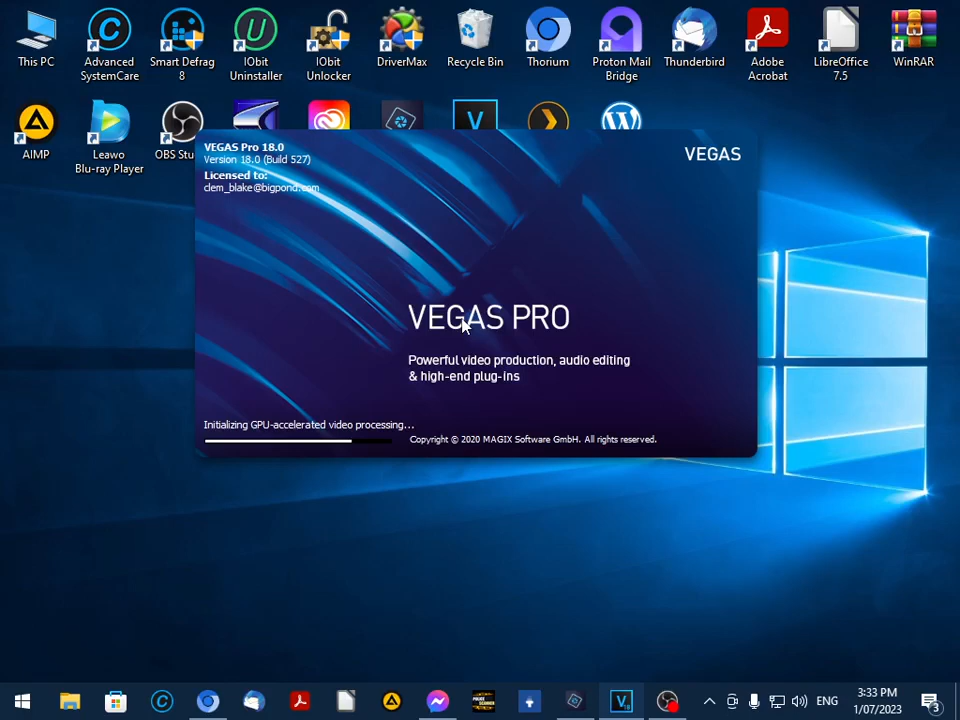 This PC
Advanced SystemCare
Smart Defrag 8
IObit Uninstaller
IObit Unlocker
DriverMax
Recycle Bin
Thorium
Proton Mail Bridge
Thunderbird
Adobe Acrobat
LibreOffice 7.5
WinRAR
AIMP
Leawo Blu-ray Player
OBS Stu
VEGAS Pro 18.0
Version 18.0 (Build 527)
Licensed to:
clem_blake@bigpond.com
VEGAS
VEGAS PRO
Powerful video production, audio editing
& high-end plug-ins
Initializing GPU-accelerated video processing...
Copyright © 2020 MAGIX Software GmbH. All rights reserved.
ENG
3:33 PM
1/07/2023
3